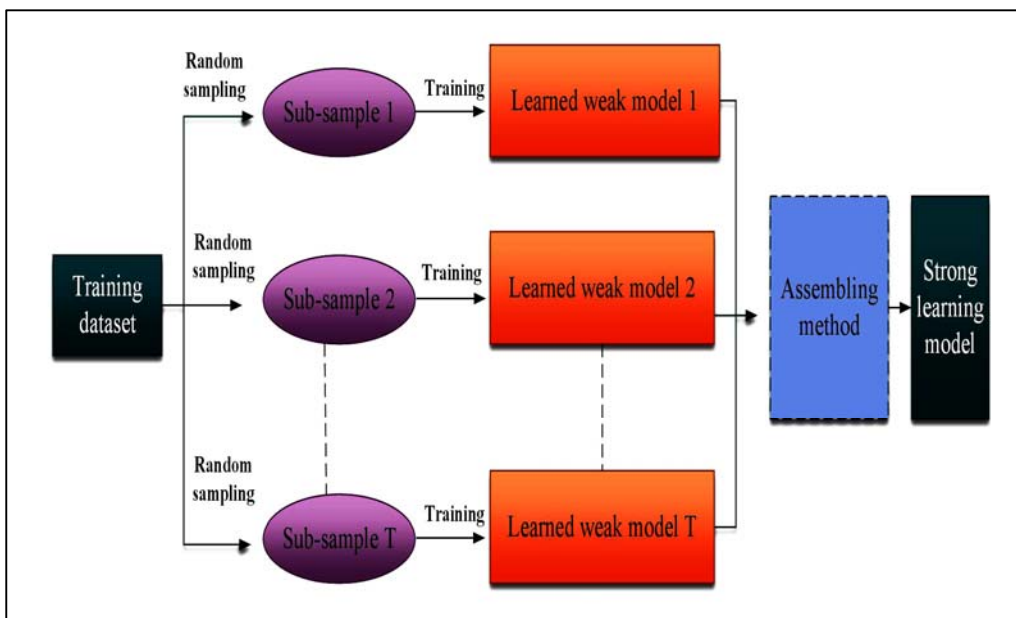 Random
sampling
Sub-sample 1
Training
Learned weak model 1
Training
dataset
Random
sampling
Sub-sample 2
Training
Learned weak model 2
Assembling
method
Strong
learning
model
Random
sampling
Sub-sample T
Training
Learned weak model T